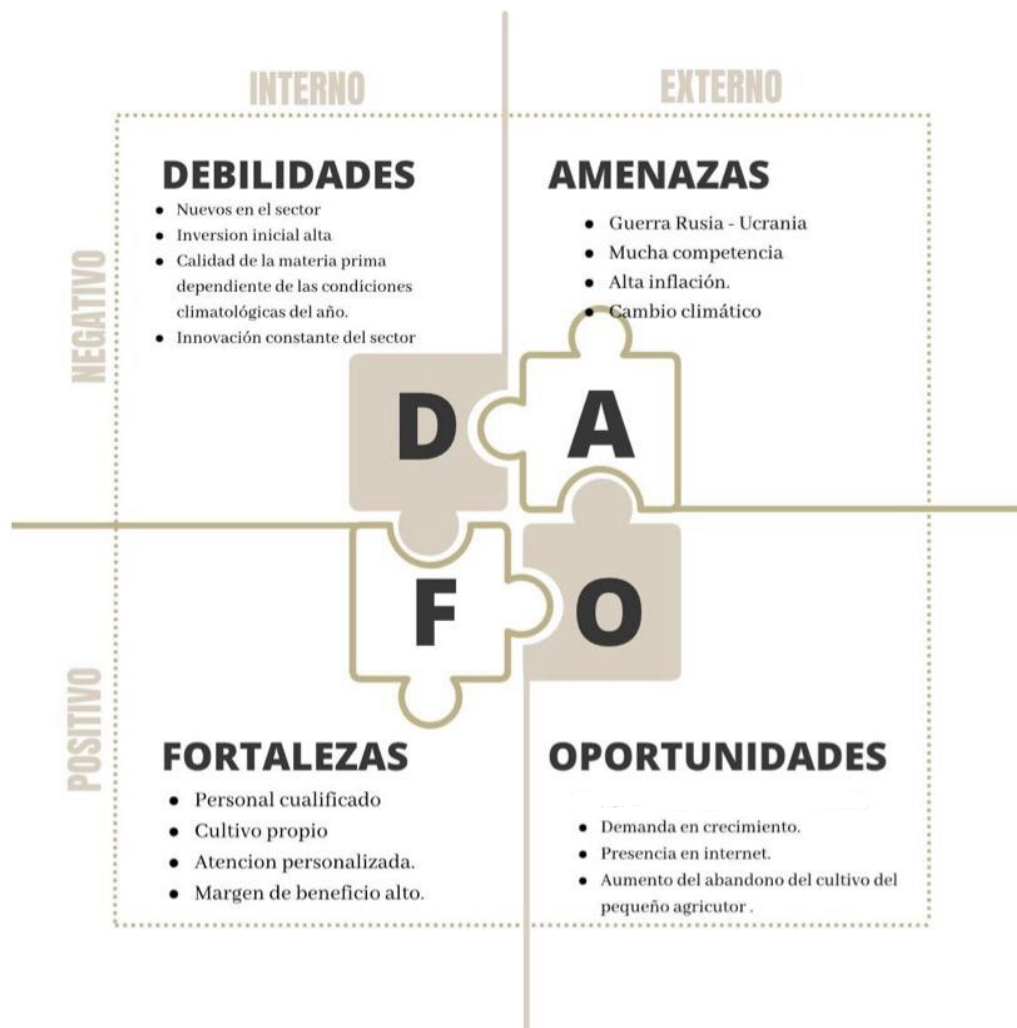 INTERNO
EXTERNO
NEGATIVO
DEBILIDADES
● Nuevos en el sector
● Inversion inicial alta
● Calidad de la materia prima
dependiente de las condiciones
climatológicas del año.
● Innovación constante del sector
AMENAZAS
● Guerra Rusia - Ucrania
● Mucha competencia
● Alta inflación.
● Cambio climático
D
A
F
O
POSITIVO
FORTALEZAS
● Personal cualificado
● Cultivo propio
● Atencion personalizada.
● Margen de beneficio alto.
OPORTUNIDADES
● Demanda en crecimiento.
● Presencia en internet.
● Aumento del abandono del cultivo del
pequeño agricutor .